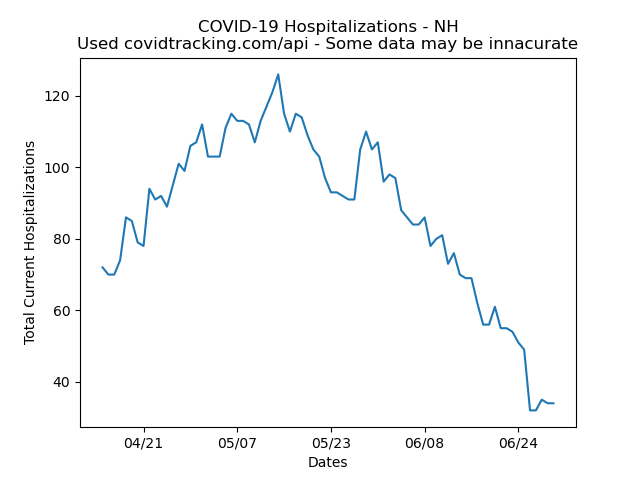 COVID-19 Hospitalizations - NH
Used covidtracking.com/api - Some data may be innacurate
120
100
80
60
40
Total Current Hospitalizations
04/21
05/07
05/23
06/08
06/24
Dates